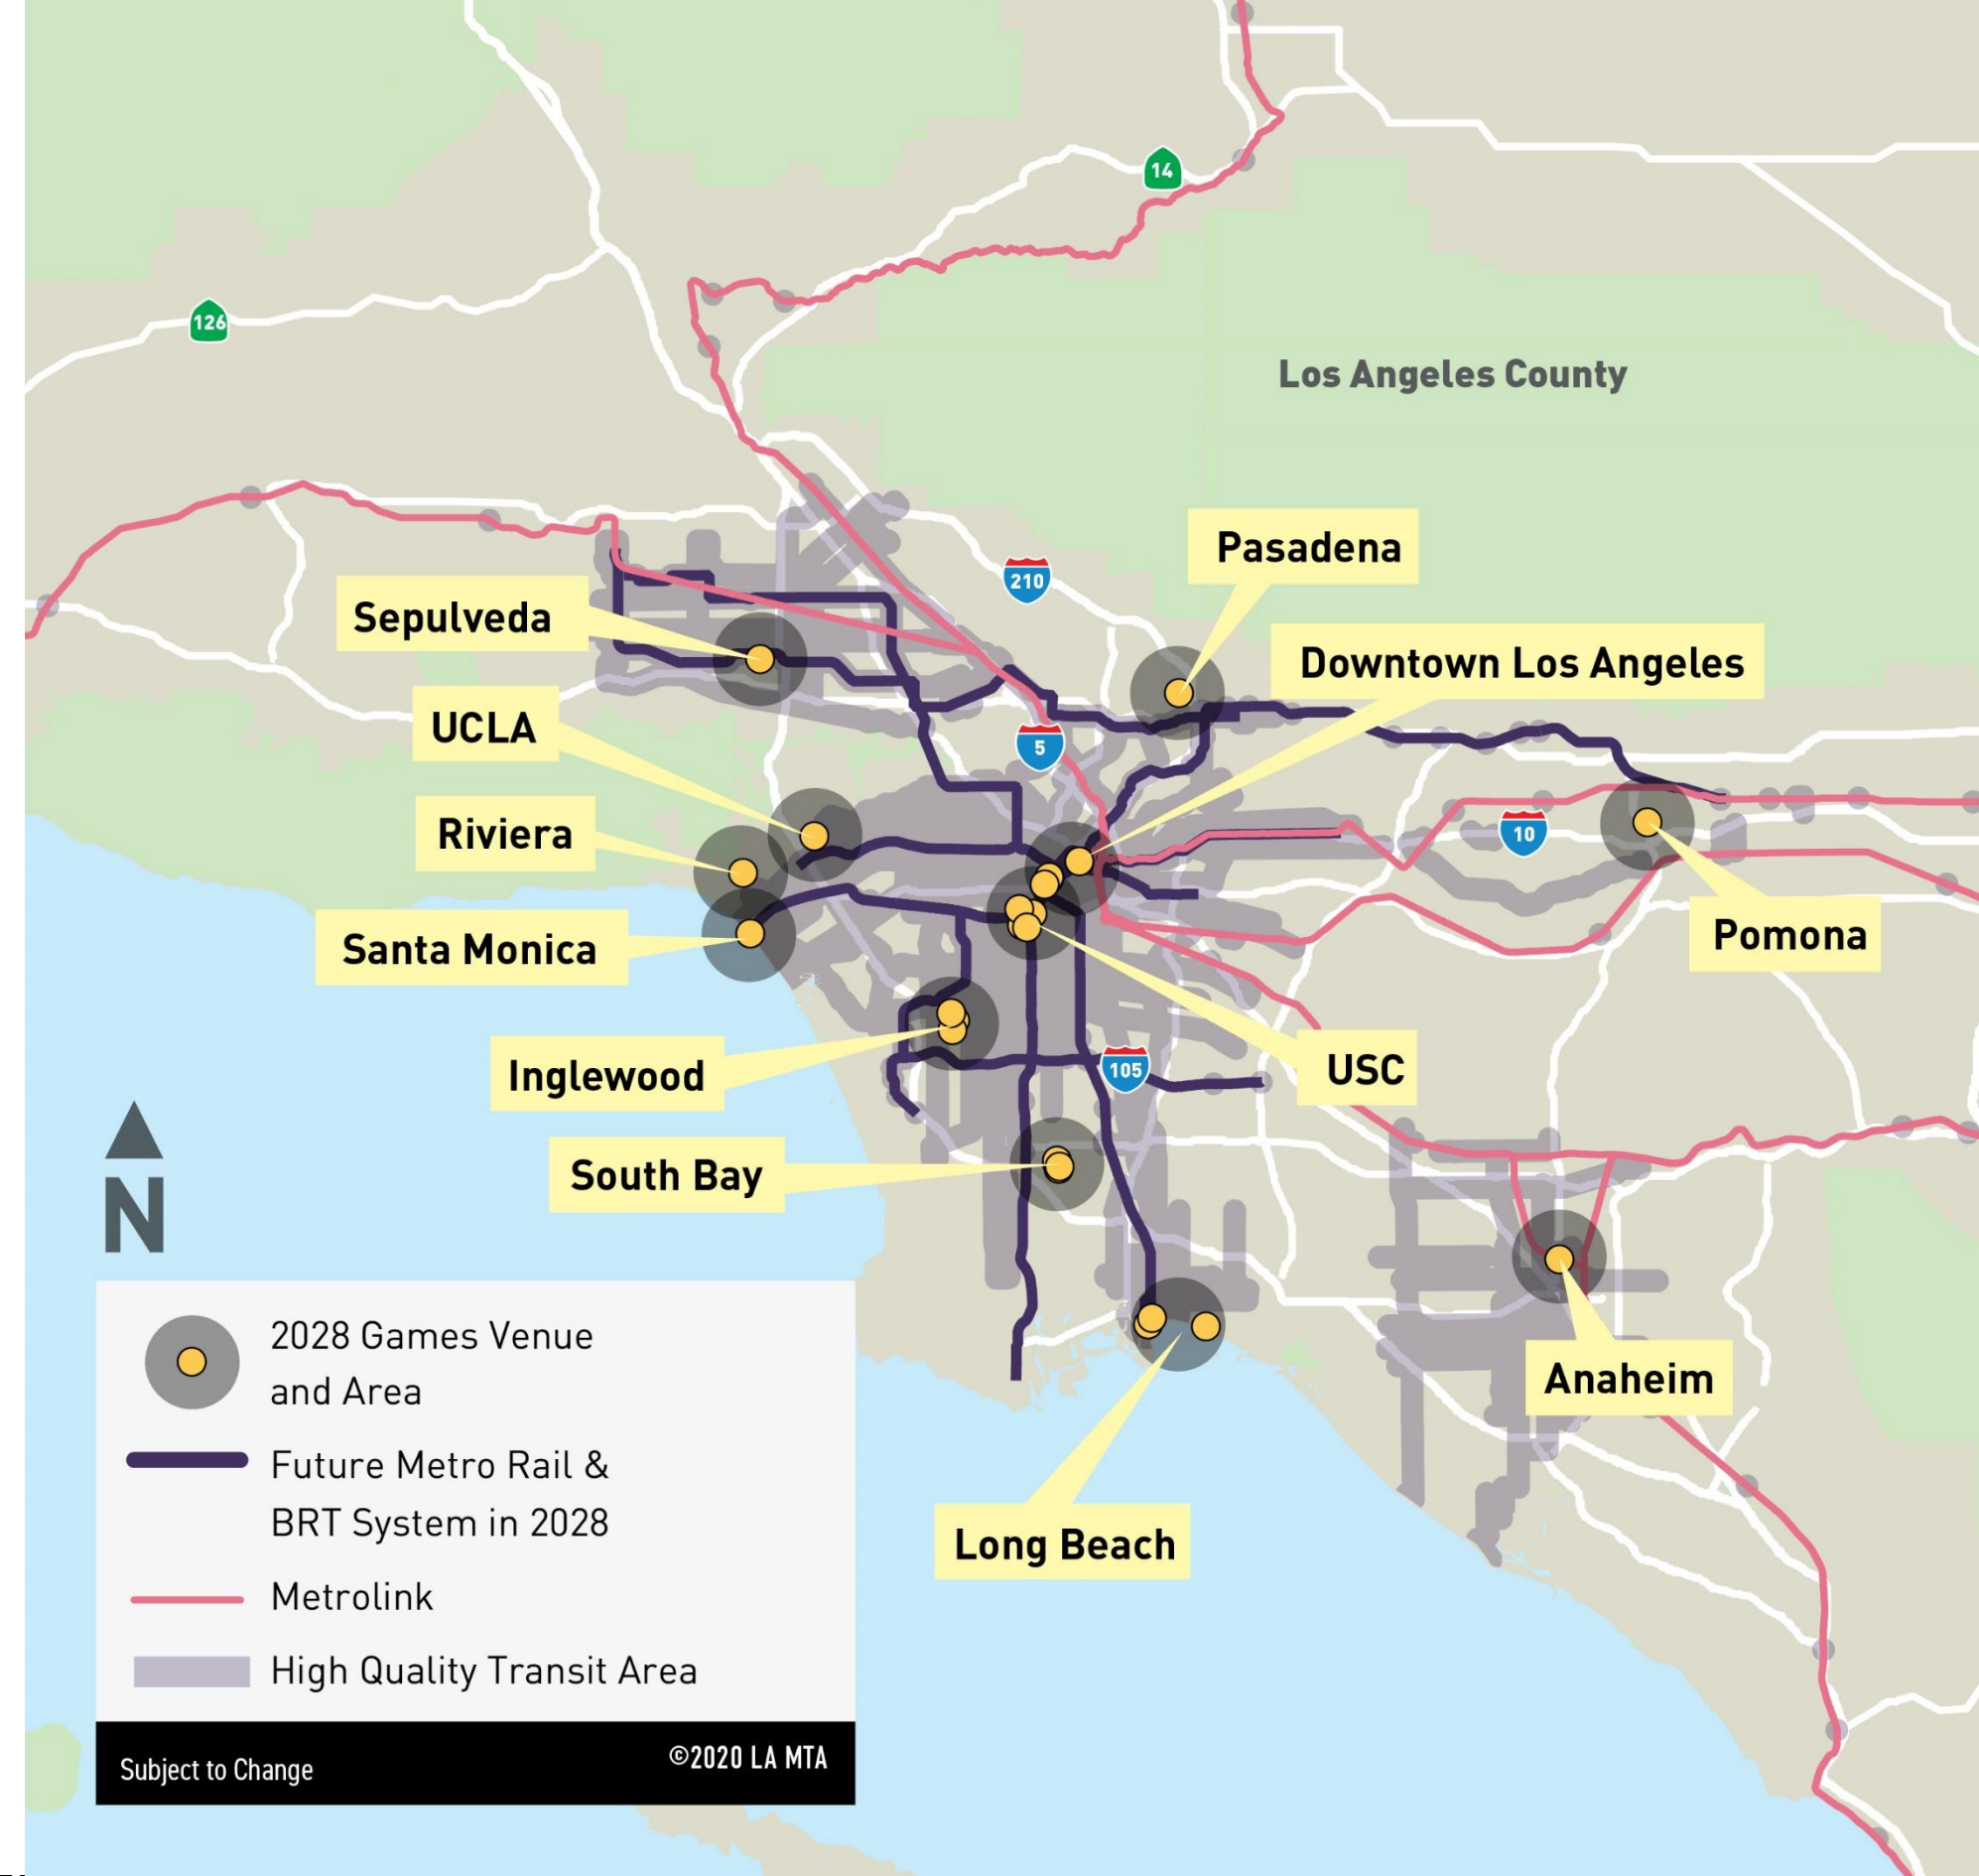 14
126
Los Angeles County
Pasadena
210
Sepulveda
Downtown Los Angeles
UCLA
5
Riviera
10
Santa Monica
Pomona
Inglewood
105
USC
South Bay
N
Anaheim
Long Beach
2028 Games Venue
and Area
Future Metro Rail &
BRT System in 2028
Metrolink
High Quality Transit Area
Subject to Change
©2020 LA MTA